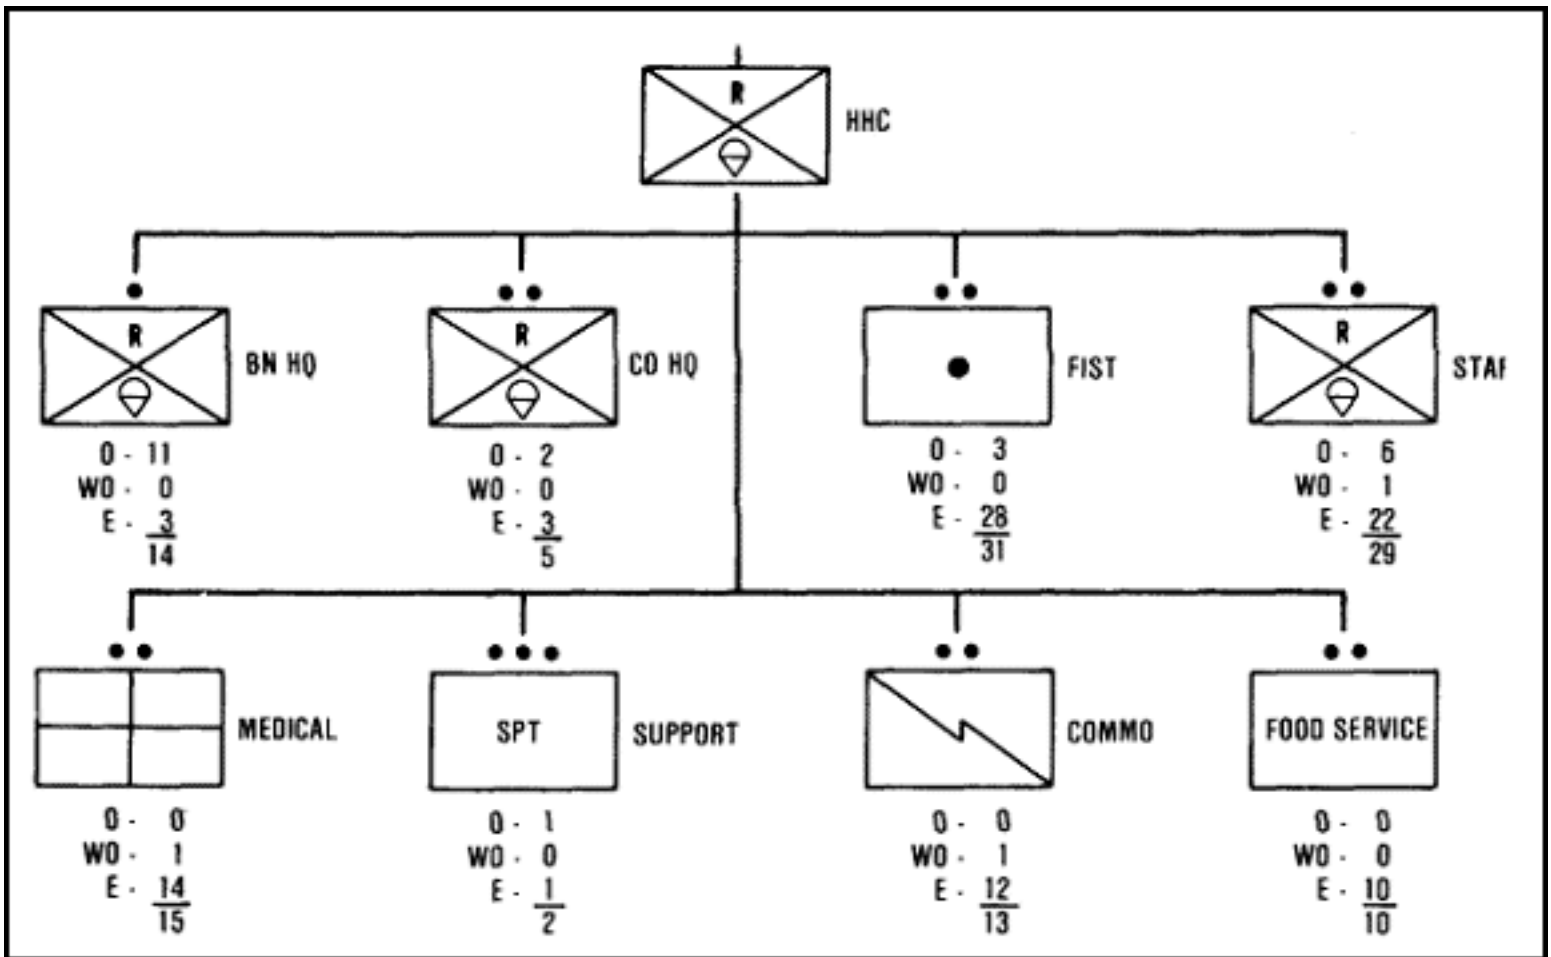 R
HHC
R
BN HQ
R
CO HQ
FIST
R
STAF
O - 11
WO - 0
E - 3
14
O - 2
WO - 0
E - 3
5
O - 3
WO - 0
E - 28
31
O - 6
WO - 1
E - 22
29
MEDICAL
SPT
SUPPORT
COMMO
FOOD SERVICE
O - 0
WO - 1
E - 14
15
O - 1
WO - 0
E - 1
2
O - 0
WO - 1
E - 12
13
O - 0
WO - 0
E - 10
10